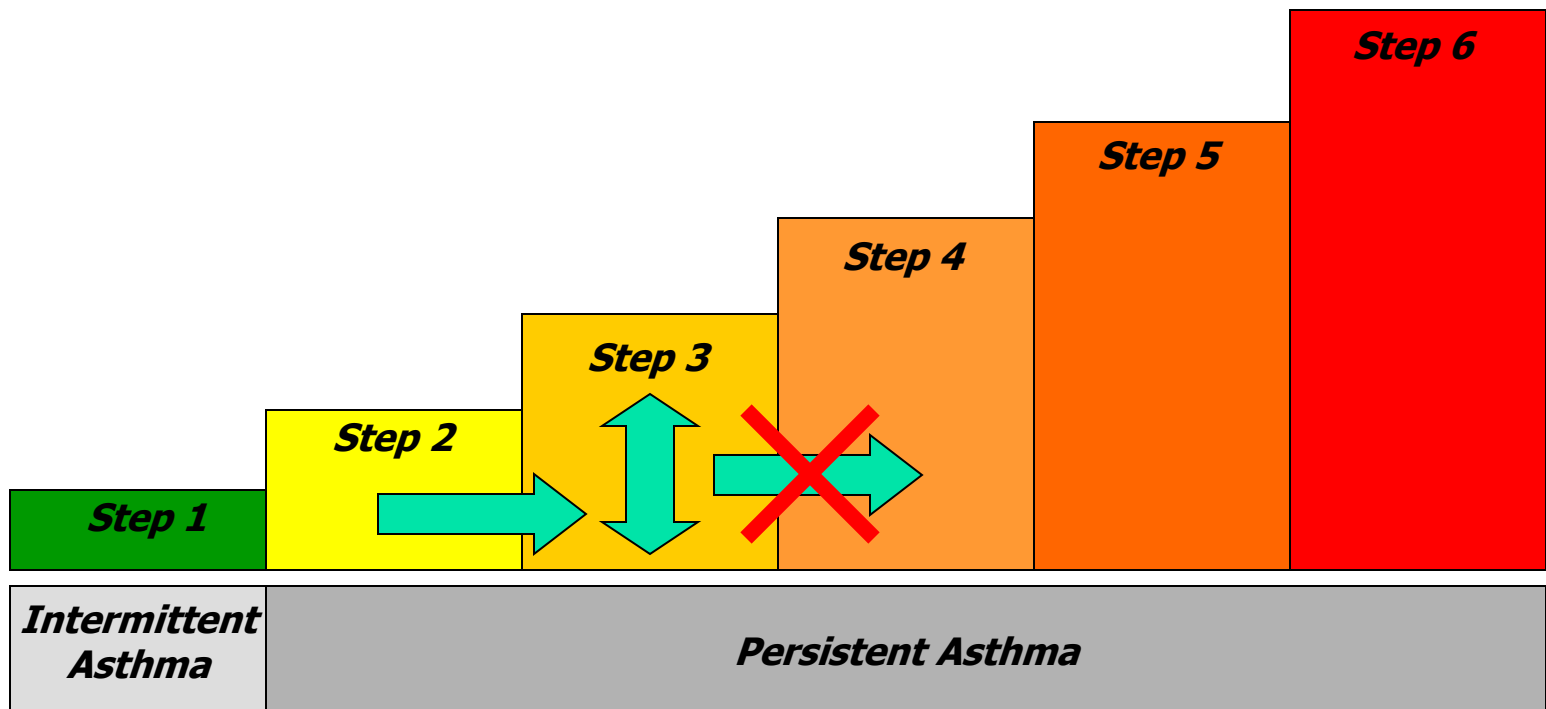 Step 6
Step 5
Step 4
Step 3
Step 2
Step 1
Intermittent
Asthma
Persistent Asthma